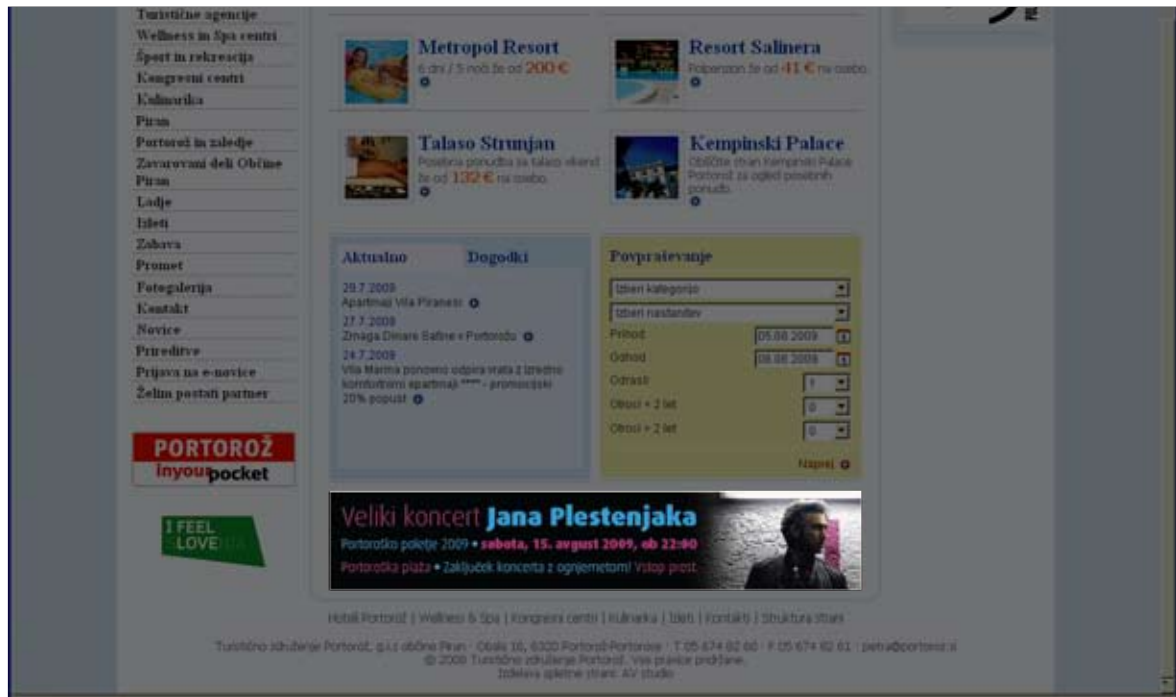 Turistične agencije
Wellness in Spa centri
Šport in rekreacija
Kongresni centri
Kulinarika
Piran
Portorož in zaledje
Zavarovani deli Občine
Piran
Ladje
Izleti
Zabava
Promet
Fotogalerija
Kontakt
Novice
Prireditve
Prijava na e-novice
Želim postati partner
PORTOROŽ
inyourpocket
I FEEL
SLOVENIA
Metropol Resort
6 dni / 5 noči že od 200 €
Resort Salinera
Polpenzion že od 41 € na osebo.
Talaso Strunjan
Posebna ponudba za talaso vikend
že od 132 € na osebo.
Kempinski Palace
Obiščite stran Kempinski Palace
Portorož za ogled posebnih
ponudb.
Aktualno
Dogodki
29.7.2009
Apartmaji Vila Piranesi
27.7.2009
Zmaga Dinare Safine v Portorožu
24.7.2009
Vila Marina ponovno odpira vrata z izredno
komfortnimi apartmaji **** - promocijski
20% popust
Povpraševanje
Izberi kategorijo
Izberi nastanitev
Prihod 05.08.2009
Odhod 08.08.2009
Odrasli 1
Otroci + 2 let 0
Otroci + 2 let 0
Naprej
Veliki koncert Jana Plestenjaka
Portoroško poletje 2009 • sobota, 15. avgust 2009, ob 22:00
Portoroška plaža • Zaključek koncerta z ognjemetom! Vstop prost.
Hoteli Portorož | Wellness & Spa | Kongresni centri | Kulinarika | Izleti | Kontakti | Struktura strani
Turistično združenje Portorož, g.i.z občine Piran · Obala 16, 6320 Portorož-Portorose · T 05 674 82 60 · F 05 674 82 61 · petra@portoroz.si
© 2008 Turistično združenje Portorož. Vse pravice pridržane.
Izdelava spletne strani: AV studio